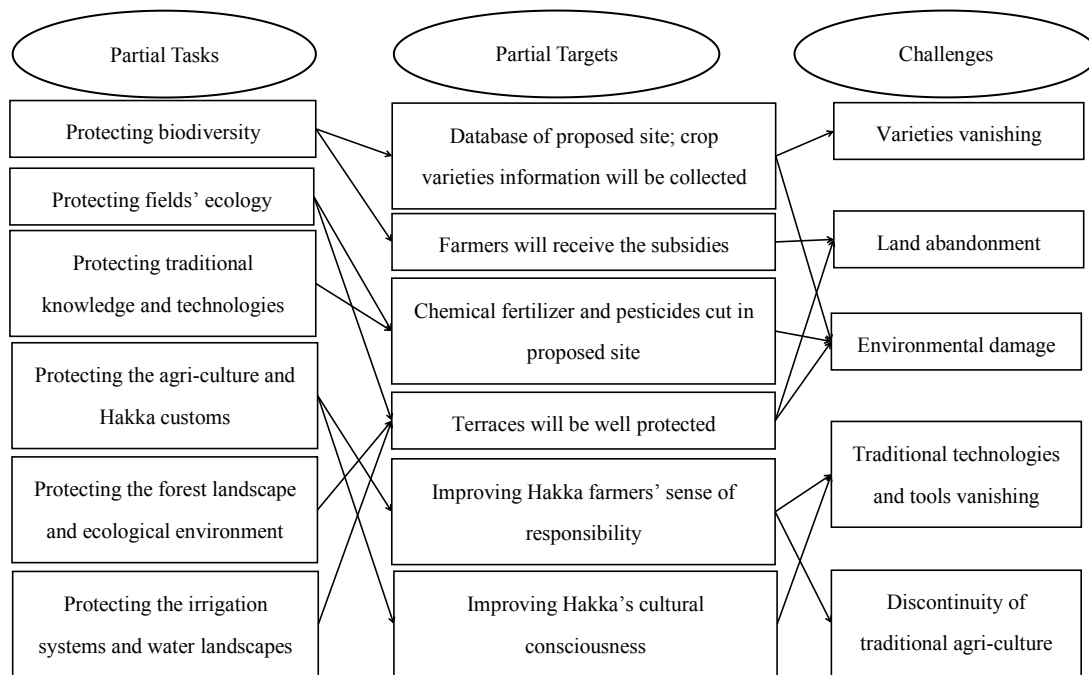 Partial Tasks
Partial Targets
Challenges
Protecting biodiversity
Protecting fields’ ecology
Protecting traditional
knowledge and technologies
Protecting the agri-culture and
Hakka customs
Protecting the forest landscape
and ecological environment
Protecting the irrigation
systems and water landscapes
Database of proposed site; crop
varieties information will be collected
Farmers will receive the subsidies
Chemical fertilizer and pesticides cut in
proposed site
Terraces will be well protected
Improving Hakka farmers’ sense of
responsibility
Improving Hakka’s cultural
consciousness
Varieties vanishing
Land abandonment
Environmental damage
Traditional technologies
and tools vanishing
Discontinuity of
traditional agri-culture